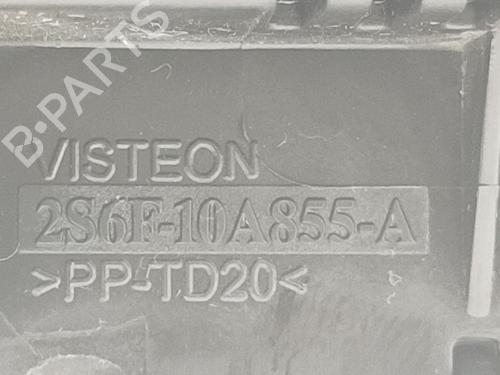 B-PARTS
VISTEON
2S6F-10A855-A
>PP-TD20<